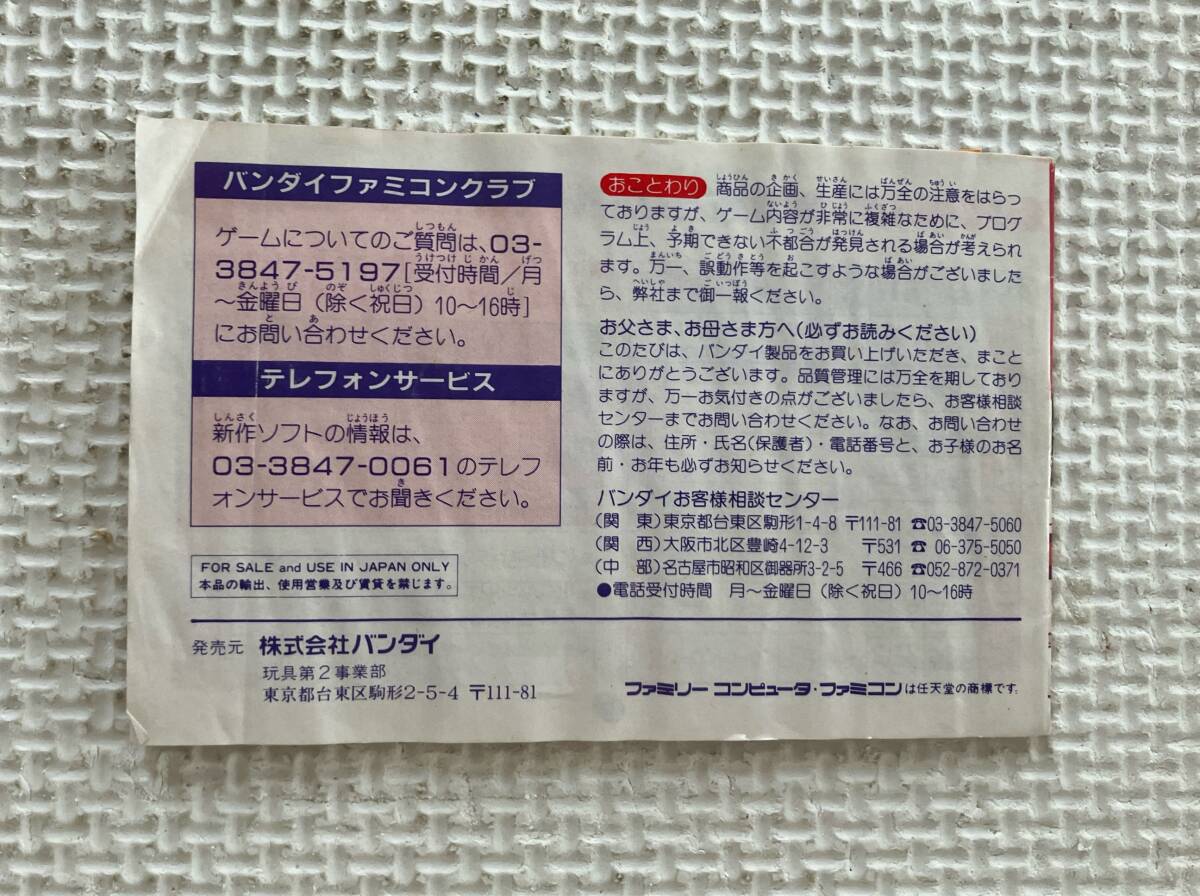 バンダイファミコンクラブ
ゲームについてのご質問は、03-
3847-5197[受付時間／月
～金曜日（除く祝日）10～16時]
にお問い合わせください。
テレフォンサービス
新作ソフトの情報は、
03-3847-0061のテレフ
ォンサービスでお聞きください。
FOR SALE and USE IN JAPAN ONLY
本品の輸出、使用営業及び賃貸を禁じます。
おことわり 商品の企画、生産には万全の注意をはらっ
ておりますが、ゲーム内容が非常に複雑なために、プログ
ラム上、予期できない不都合が発見される場合が考えられ
ます。万一、誤動作等を起こすような場合がございました
ら、弊社まで御一報ください。
お父さま、お母さま方へ(必ずお読みください)
このたびは、バンダイ製品をお買い上げいただき、まこと
にありがとうございます。品質管理には万全を期しており
ますが、万一お気付きの点がございましたら、お客様相談
センターまでお問い合わせください。なお、お問い合わせ
の際は、住所・氏名(保護者)・電話番号と、お子様のお名
前・お年も必ずお知らせください。
バンダイお客様相談センター
(関 東)東京都台東区駒形1-4-8 〒111-81 ☎03-3847-5060
(関 西)大阪市北区豊崎4-12-3 〒531 ☎06-375-5050
(中 部)名古屋市昭和区御器所3-2-5 〒466 ☎052-872-0371
●電話受付時間 月～金曜日（除く祝日）10～16時
発売元 株式会社バンダイ
玩具第2事業部
東京都台東区駒形2-5-4 〒111-81
ファミリーコンピュータ・ファミコンは任天堂の商標です。